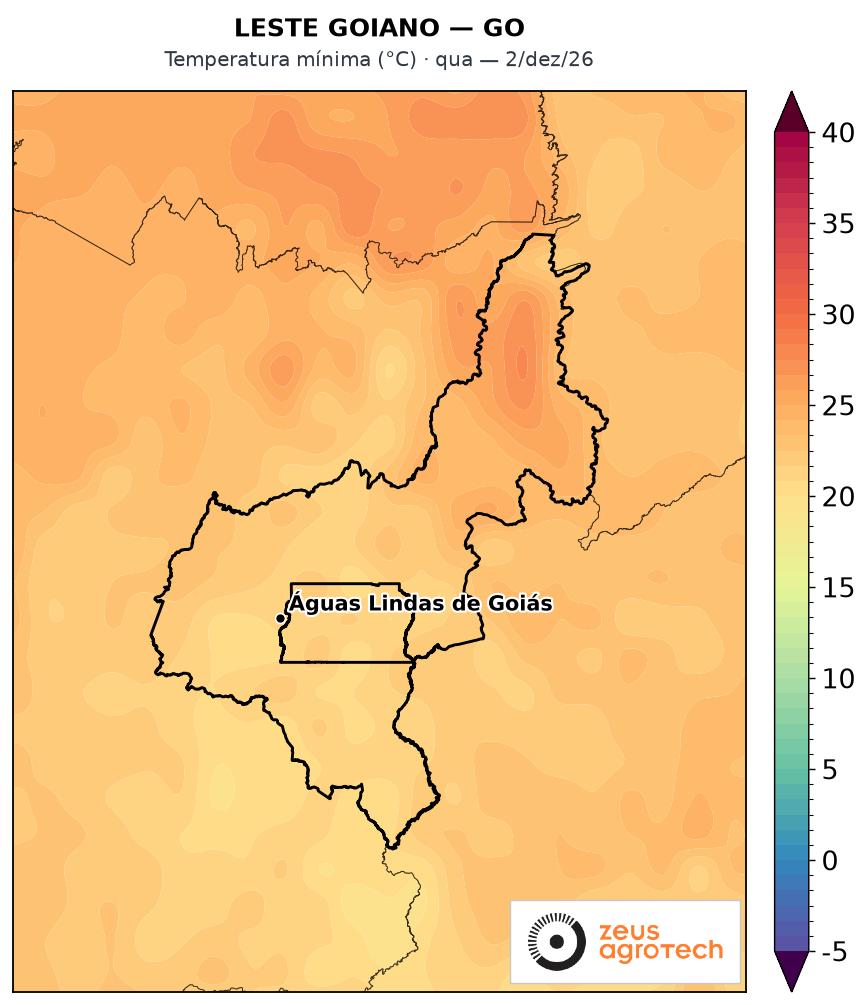 LESTE GOIANO — GO
Temperatura mínima (°C) · qua — 2/dez/26
40
35
30
25
20
15
10
5
0
-5
Águas Lindas de Goiás
zeus
agrotech